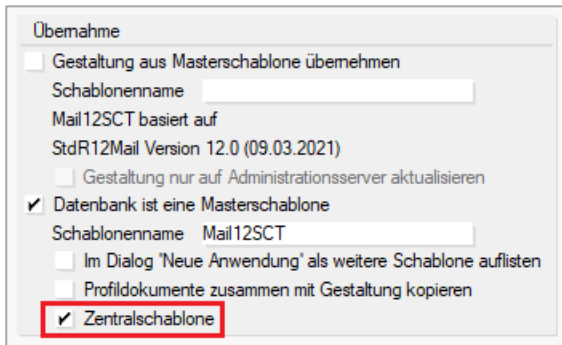 Übernahme
Gestaltung aus Masterschablone übernehmen
Schablonenname
Mail12SCT basiert auf
StdR12Mail Version 12.0 (09.03.2021)
Gestaltung nur auf Administrationsserver aktualisieren
Datenbank ist eine Masterschablone
Schablonenname Mail12SCT
Im Dialog 'Neue Anwendung' als weitere Schablone auflisten
Profildokumente zusammen mit Gestaltung kopieren
Zentralschablone